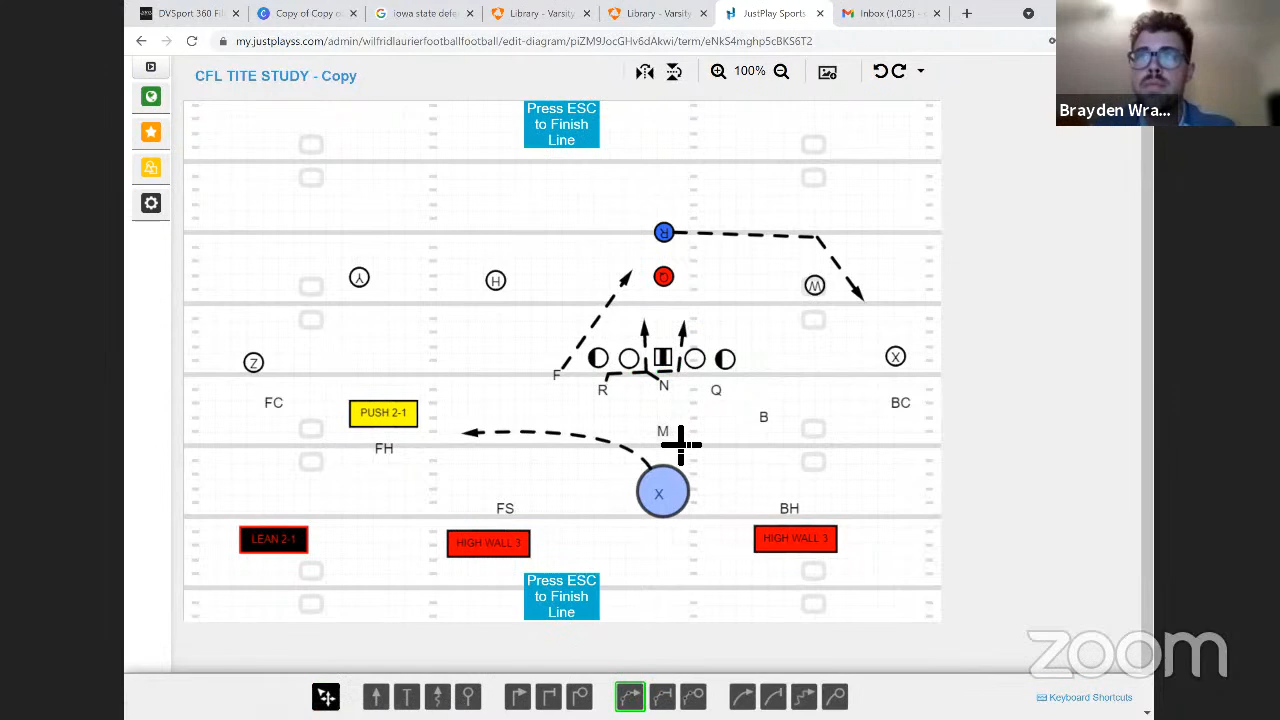 DVSport 360 Fi
Copy of Copy of C
iowa state defe
Library - Varsity
Library - Varsity
JustPlay Sports
Inbox (1,025)
my.justplayss.com/admin/wilfridlaurierfootballfootball/edit-diagram/piZM9JocGHv6dAkwi/term/eNkS4mghp5cBKS6T2
Brayden Wra...
CFL TITE STUDY - Copy
100%
Press ESC
to Finish
Line
R
Y
H
Q
W
Z
F
X
R
N
Q
FC
PUSH 2-1
B
BC
M
FH
X
FS
BH
LEAN 2-1
HIGH WALL 3
HIGH WALL 3
Press ESC
to Finish
Line
zoom
T
Keyboard Shortcuts